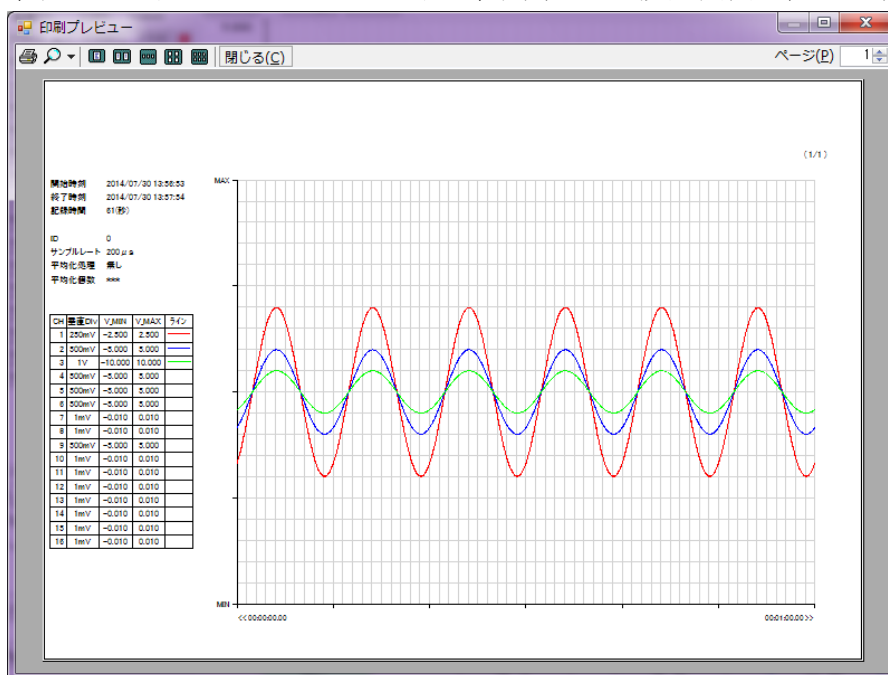 印刷プレビュー
閉じる(C) ページ(P) 1
(1/1)
開始時刻 2014/07/30 13:56:53
終了時刻 2014/07/30 13:57:54
記録時間 61(秒)
ID 0
サンプルレート 200μs
平均化処理 無し
平均化個数 ***
CH 垂直Div V_MIN V_MAX ライン
1 250mV -2.500 2.500
2 500mV -5.000 5.000
3 1V -10.000 10.000
4 500mV -5.000 5.000
5 500mV -5.000 5.000
6 500mV -5.000 5.000
7 1mV -0.010 0.010
8 1mV -0.010 0.010
9 500mV -5.000 5.000
10 1mV -0.010 0.010
11 1mV -0.010 0.010
12 1mV -0.010 0.010
13 1mV -0.010 0.010
14 1mV -0.010 0.010
15 1mV -0.010 0.010
16 1mV -0.010 0.010
MAX
MIN
<<00:00:00.00 00:01:00.00>>